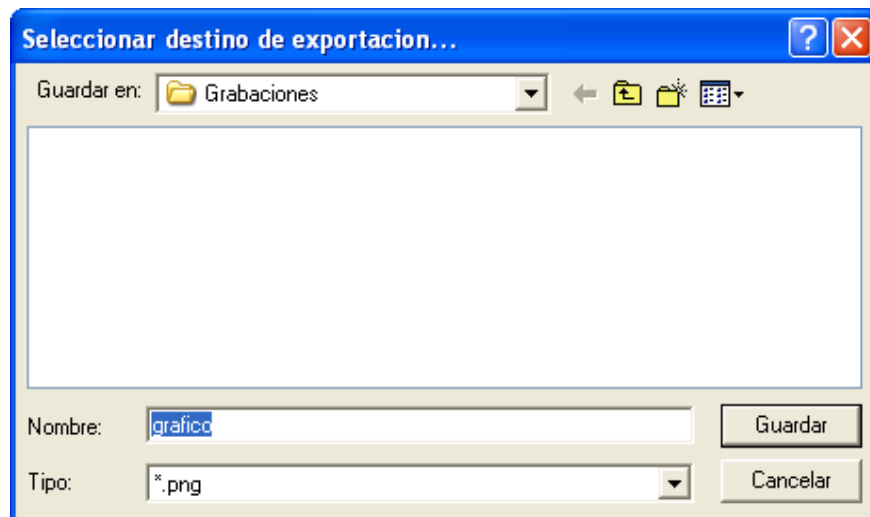 Seleccionar destino de exportacion...
Guardar en: Grabaciones
Nombre: grafico Guardar
Tipo: *.png Cancelar